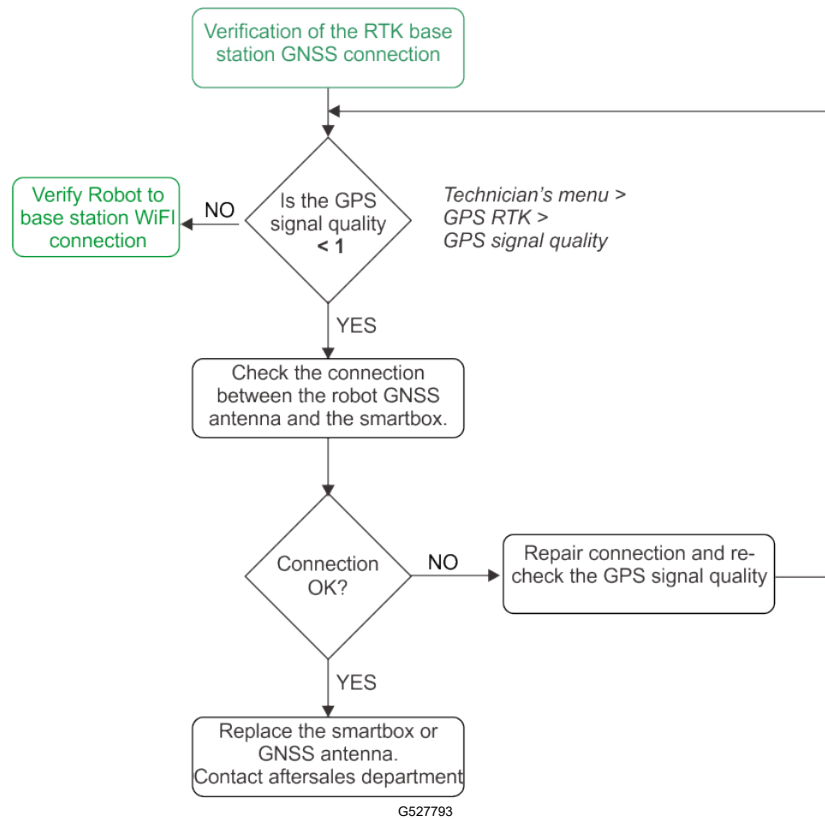 Verification of the RTK base
station GNSS connection
Verify Robot to
base station WiFI
connection
NO
Is the GPS
signal quality
< 1
Technician's menu >
GPS RTK >
GPS signal quality
YES
Check the connection
between the robot GNSS
antenna and the smartbox.
Connection
OK?
NO
Repair connection and re-
check the GPS signal quality
YES
Replace the smartbox or
GNSS antenna.
Contact aftersales department
G527793